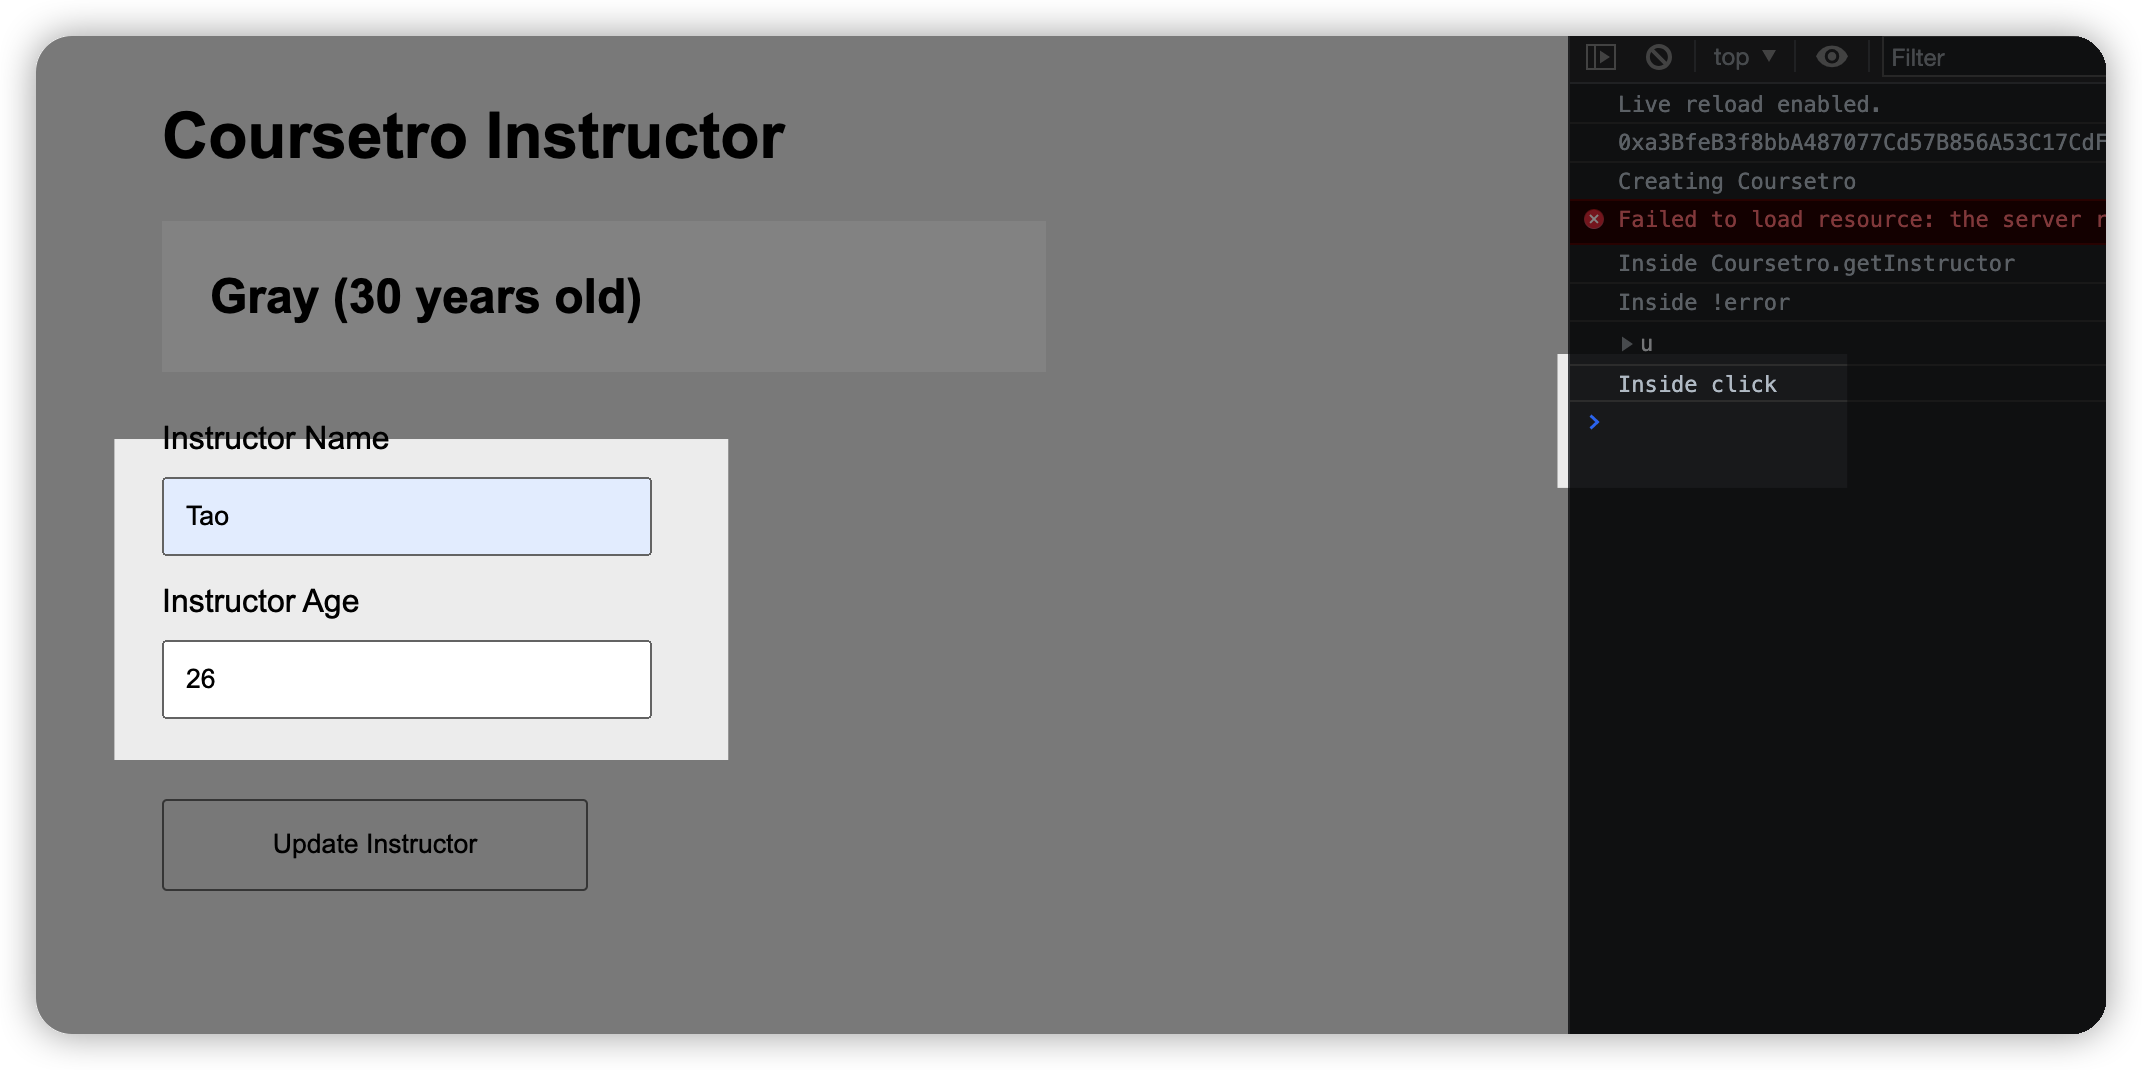 Coursetro Instructor
Gray (30 years old)
Instructor Name
Tao
Instructor Age
26
Update Instructor
top
Filter
Live reload enabled.
0xa3BfeB3f8bbA487077Cd57B856A53C17CdF
Creating Coursetro
Failed to load resource: the server r
Inside Coursetro.getInstructor
Inside !error
u
Inside click